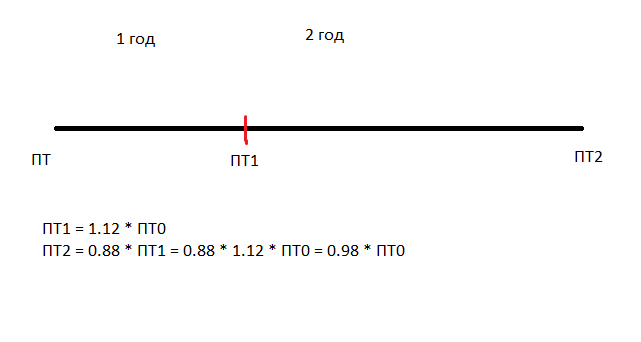 1 год
2 год
ПТ
ПТ1
ПТ2
ПТ1 = 1.12 * ПТ0
ПТ2 = 0.88 * ПТ1 = 0.88 * 1.12 * ПТ0 = 0.98 * ПТ0